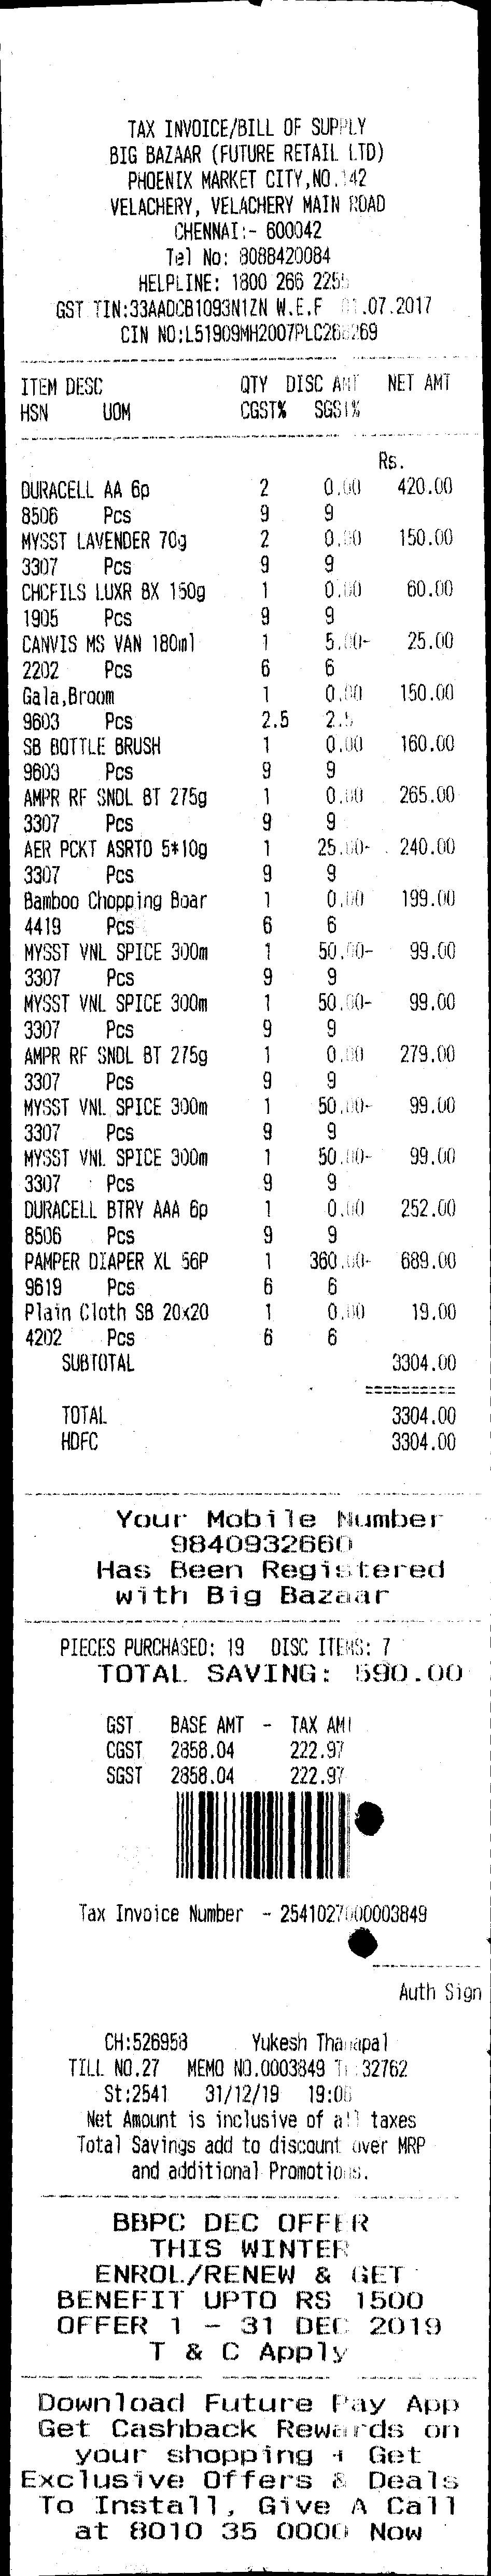 TAX INVOICE/BILL OF SUPPLY
BIG BAZAAR (FUTURE RETAIL LTD)
PHOENIX MARKET CITY,NO.142
VELACHERY, VELACHERY MAIN ROAD
CHENNAI:- 600042
Tel No: 8088420084
HELPLINE: 1800 266 2255
GST TIN:33AADCB1093N1ZN W.E.F 01.07.2017
CIN
ITEM DESC QTY DISC AMT NET AMT
HSN UOM CGST% SGST%
Rs.
DURACELL AA 6p 2 0.00 420.00
8506 Pcs 9 9
MYSST LAVENDER 70g 2 0.00 150.00
3307 Pcs 9 9
CHCFILS LUXR BX 150g 1 0.00 60.00
1905 Pcs 9 9
CANVIS MS VAN 180ml 1 5.00- 25.00
2202 Pcs 6 6
Gala,Broom 1 0.00 150.00
9603 Pcs 2.5 2.5
SB BOTTLE BRUSH 1 0.00 160.00
9603 Pcs 9 9
AMPR RF SNDL BT 275g 1 0.00 265.00
3307 Pcs 9 9
AER PCKT ASRTD 5*10g 1 25.00- 240.00
3307 Pcs 9 9
Bamboo Chopping Boar 1 0.00 199.00
4419 Pcs 6 6
MYSST VNL SPICE 300m 1 50.00- 99.00
3307 Pcs 9 9
MYSST VNL SPICE 300m 1 50.00- 99.00
3307 Pcs 9 9
AMPR RF SNDL BT 275g 1 0.00 279.00
3307 Pcs 9 9
MYSST VNL SPICE 300m 1 50.00- 99.00
3307 Pcs 9 9
MYSST VNL SPICE 300m 1 50.00- 99.00
3307 Pcs 9 9
DURACELL BTRY AAA 6p 1 0.00 252.00
8506 Pcs 9 9
PAMPER DIAPER XL 56P 1 360.00- 689.00
9619 Pcs 6 6
Plain Cloth SB 20x20 1 0.00 19.00
4202 Pcs 6 6
SUBTOTAL 3304.00
==========
TOTAL 3304.00
HDFC 3304.00
Your Mobile Number
9840932660
Has Been Registered
with Big Bazaar
PIECES PURCHASED: 19 DISC ITEMS: 7
TOTAL SAVING: 590.00
GST BASE AMT - TAX AMT
CGST 2858.04 222.97
SGST 2858.04 222.97
Tax Invoice Number -
Auth Sign
CH:526958 Yukesh
TILL NO.27 MEMO NO.0003849 32762
St:2541 31/12/19
Net Amount is inclusive of all taxes
Total Savings add to discount over MRP
and additional Promotions.
BBPC DEC OFFER
THIS WINTER
ENROL/RENEW & GET
BENEFIT UPTO RS 1500
OFFER 1 - 31 DEC 2019
T & C Apply
Download Future Pay App
Get Cashback Rewards on
your shopping + Get
Exclusive Offers & Deals
To Install, Give A Call
at 8010 35 0000 Now